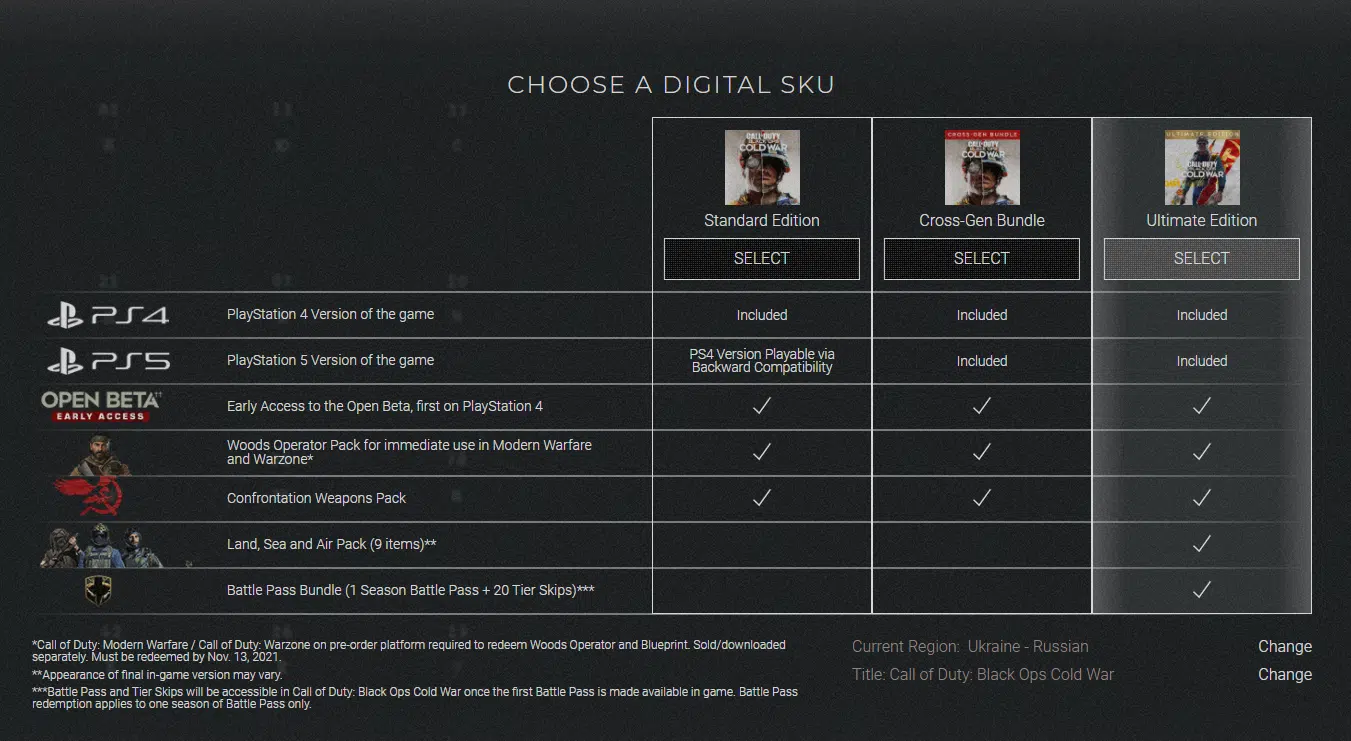 CHOOSE A DIGITAL SKU
CALL OF DUTY
BLACK OPS
COLD WAR
CROSS-GEN BUNDLE
CALL OF DUTY
BLACK OPS
COLD WAR
ULTIMATE EDITION
CALL OF DUTY
BLACK OPS
COLD WAR
Standard Edition
Cross-Gen Bundle
Ultimate Edition
SELECT
SELECT
SELECT
PS4 PlayStation 4 Version of the game Included Included Included
PS5 PlayStation 5 Version of the game PS4 Version Playable via
Backward Compatibility Included Included
OPEN BETA††
EARLY ACCESS
Early Access to the Open Beta, first on PlayStation 4
Woods Operator Pack for immediate use in Modern Warfare
and Warzone*
Confrontation Weapons Pack
Land, Sea and Air Pack (9 items)**
Battle Pass Bundle (1 Season Battle Pass + 20 Tier Skips)***
*Call of Duty: Modern Warfare / Call of Duty: Warzone on pre-order platform required to redeem Woods Operator and Blueprint. Sold/downloaded
separately. Must be redeemed by Nov. 13, 2021.
**Appearance of final in-game version may vary.
***Battle Pass and Tier Skips will be accessible in Call of Duty: Black Ops Cold War once the first Battle Pass is made available in game. Battle Pass
redemption applies to one season of Battle Pass only.
Current Region: Ukraine - Russian Change
Title: Call of Duty: Black Ops Cold War Change